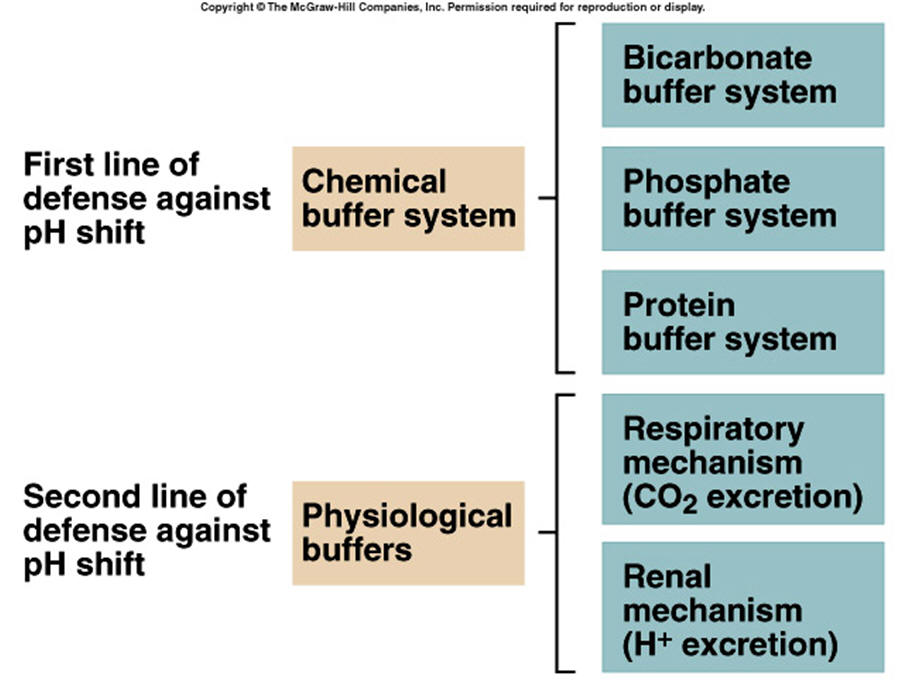 Copyright © The McGraw-Hill Companies, Inc. Permission required for reproduction or display.
First line of
defense against
pH shift
Chemical
buffer system
Bicarbonate
buffer system
Phosphate
buffer system
Protein
buffer system
Second line of
defense against
pH shift
Physiological
buffers
Respiratory
mechanism
(CO₂ excretion)
Renal
mechanism
(H⁺ excretion)